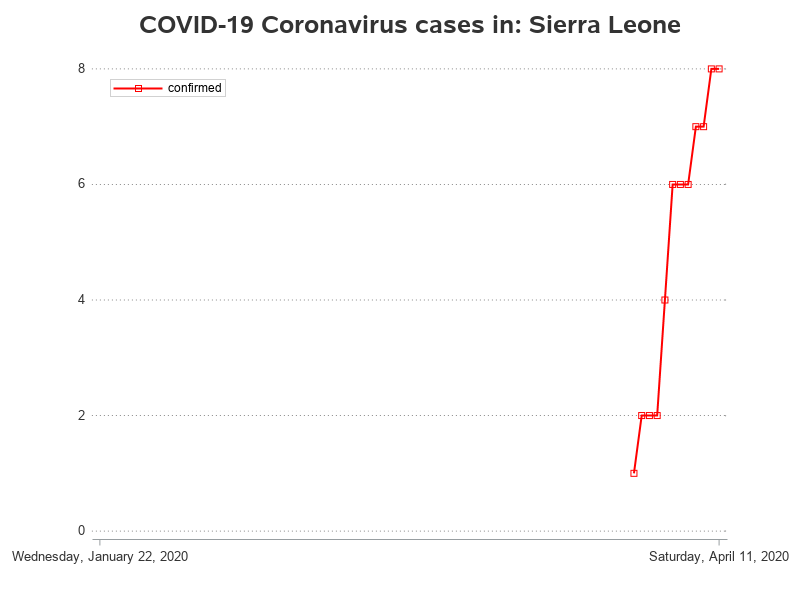 COVID-19 Coronavirus cases in: Sierra Leone
8
confirmed
6
4
2
0
Wednesday, January 22, 2020
Saturday, April 11, 2020